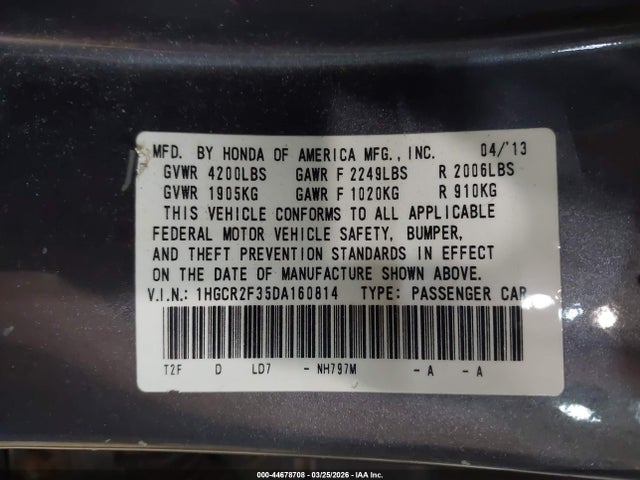 MFD. BY HONDA OF AMERICA MFG., INC. 04/'13
GVWR 4200LBS GAWR F 2249LBS R 2006LBS
GVWR 1905KG GAWR F 1020KG R 910KG
THIS VEHICLE CONFORMS TO ALL APPLICABLE
FEDERAL MOTOR VEHICLE SAFETY, BUMPER,
AND THEFT PREVENTION STANDARDS IN EFFECT
ON THE DATE OF MANUFACTURE SHOWN ABOVE.
V.I.N.: 1HGCR2F35DA160814 TYPE: PASSENGER CAR
T2F D LD7 - NH797M - A - A
000-44678708 - 03/25/2026 - IAA Inc.